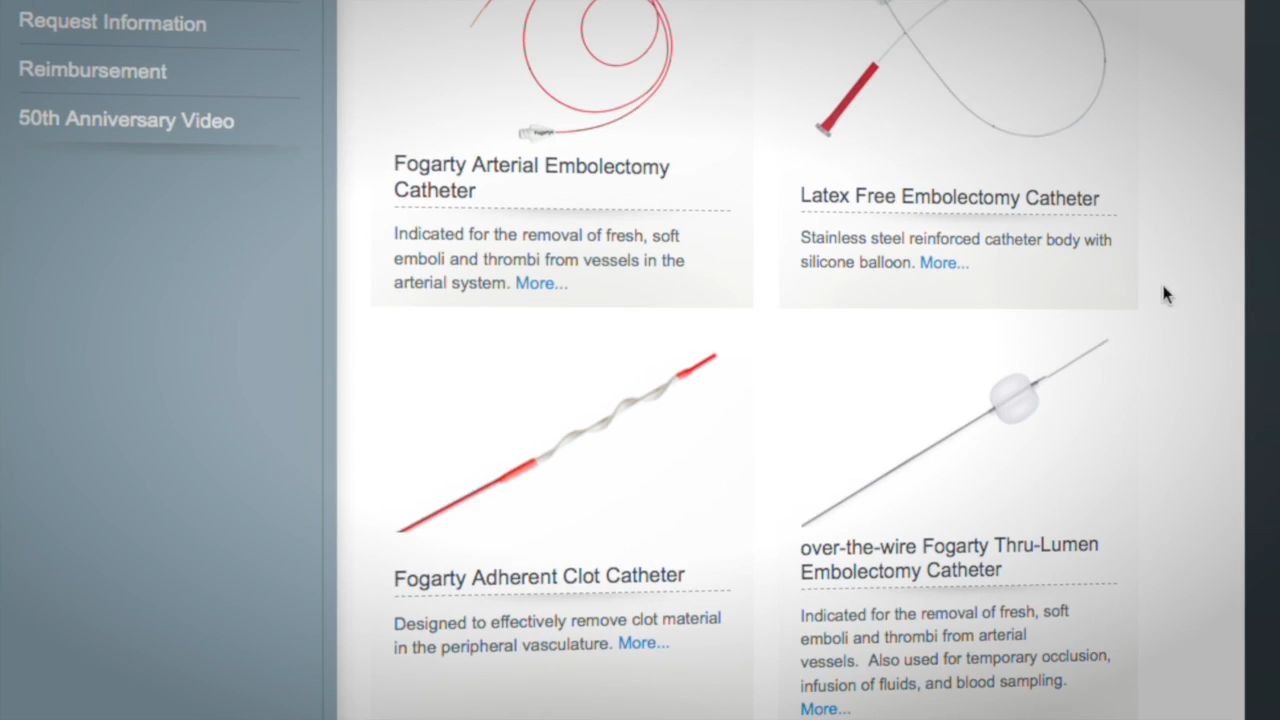 Request Information
Reimbursement
50th Anniversary Video
Fogarty
Fogarty Arterial Embolectomy
Catheter
Indicated for the removal of fresh, soft
emboli and thrombi from vessels in the
arterial system. More...
Latex Free Embolectomy Catheter
Stainless steel reinforced catheter body with
silicone balloon. More...
Fogarty Adherent Clot Catheter
Designed to effectively remove clot material
in the peripheral vasculature. More...
over-the-wire Fogarty Thru-Lumen
Embolectomy Catheter
Indicated for the removal of fresh, soft
emboli and thrombi from arterial
vessels.  Also used for temporary occlusion,
infusion of fluids, and blood sampling.
More...